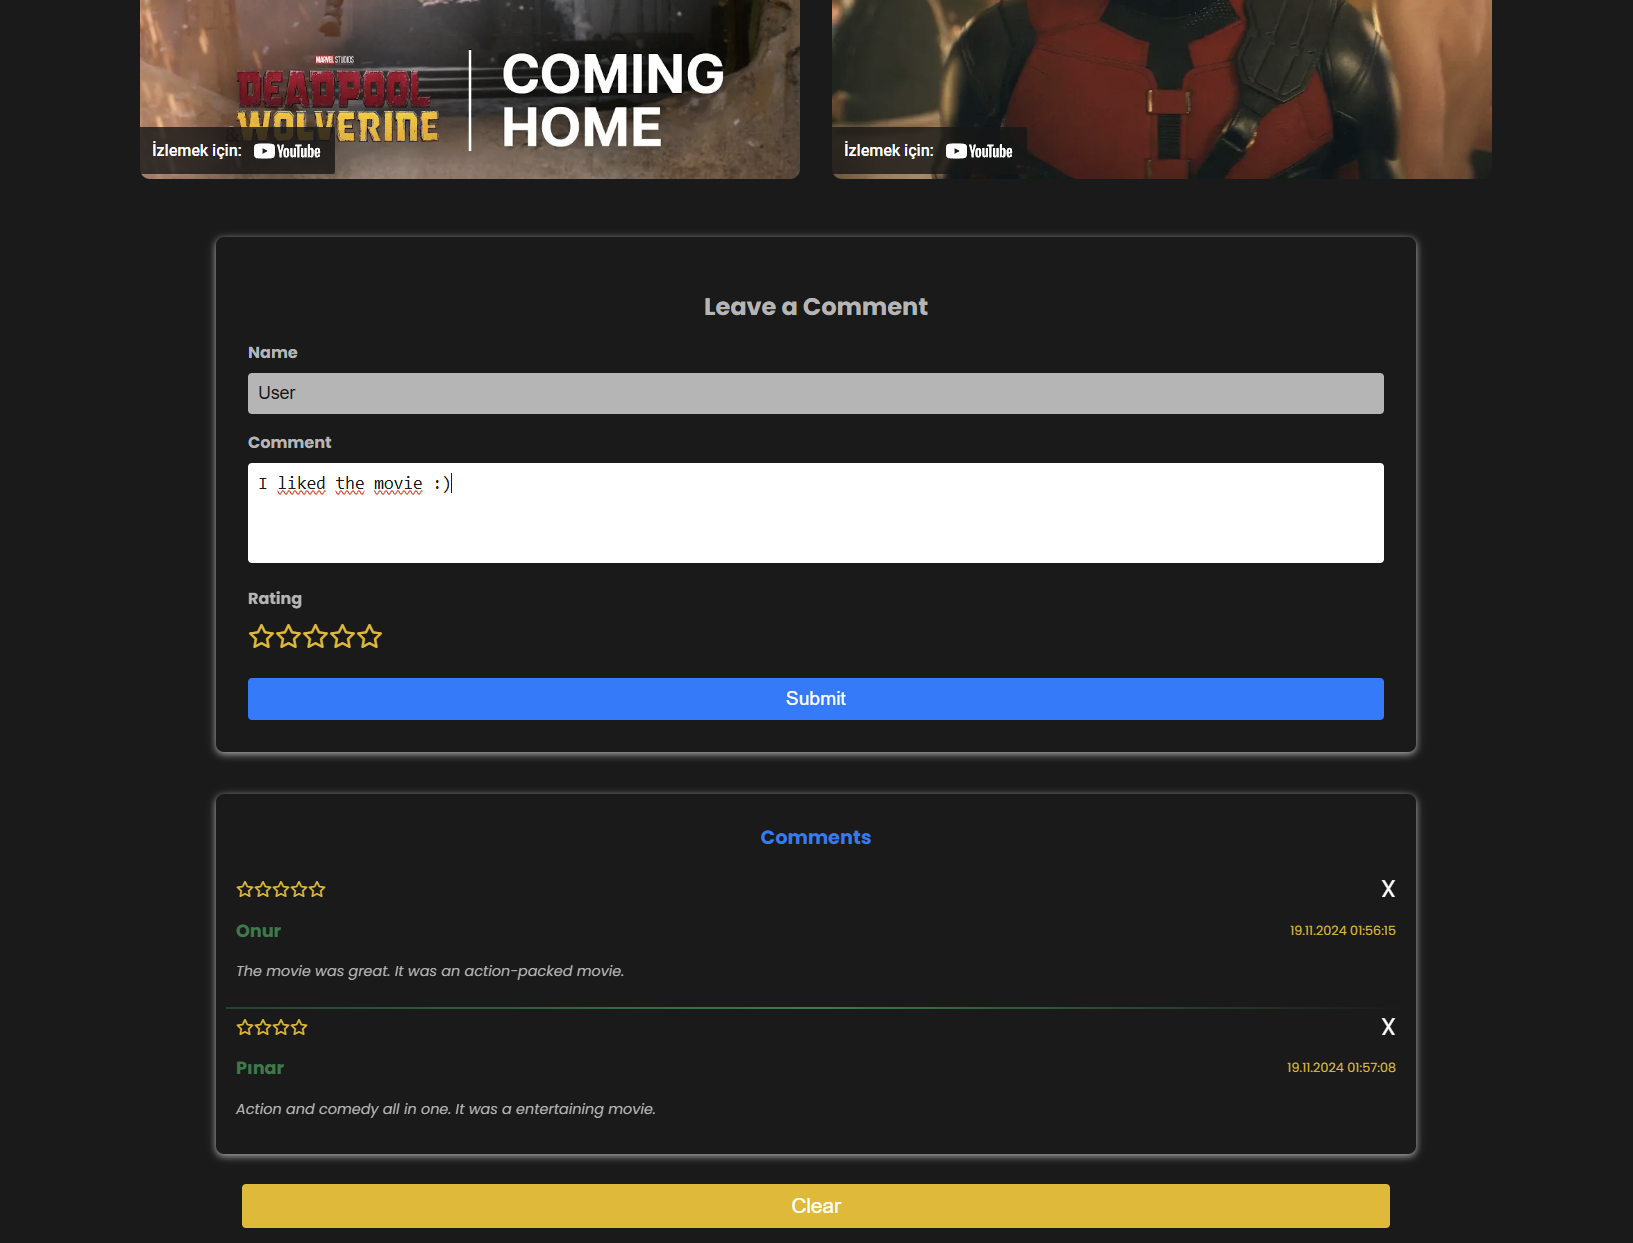 MARVEL STUDIOS
DEADPOOL
& WOLVERINE
COMING
HOME
İzlemek için: YouTube
İzlemek için: YouTube
Leave a Comment
Name
User
Comment
I liked the movie :)
Rating
Submit
Comments
X
Onur
19.11.2024 01:56:15
The movie was great. It was an action-packed movie.
X
Pınar
19.11.2024 01:57:08
Action and comedy all in one. It was a entertaining movie.
Clear